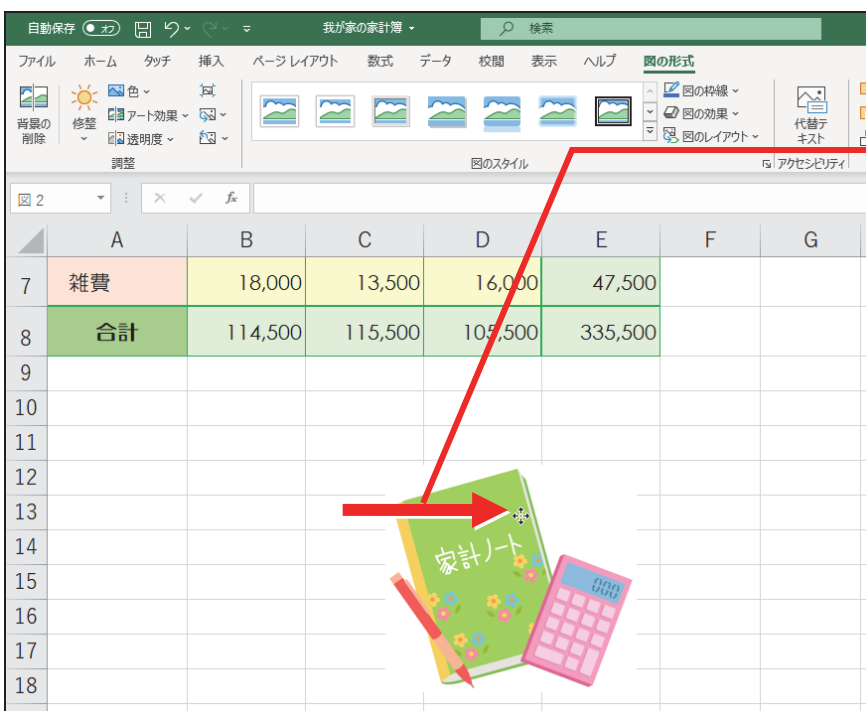 自動保存 オフ 我が家の家計簿 検索
ファイル ホーム タッチ 挿入 ページ レイアウト 数式 データ 校閲 表示 ヘルプ 図の形式
背景の
削除
修整
色
アート効果
透明度
調整
図のスタイル
図の枠線
図の効果
図のレイアウト
代替テ
キスト
アクセシビリティ
図 2 fx
A B C D E F G
7 雑費 18,000 13,500 16,000 47,500
8 合計 114,500 115,500 105,500 335,500
9
10
11
12
13
14
15
16
17
18
家計ノート
000